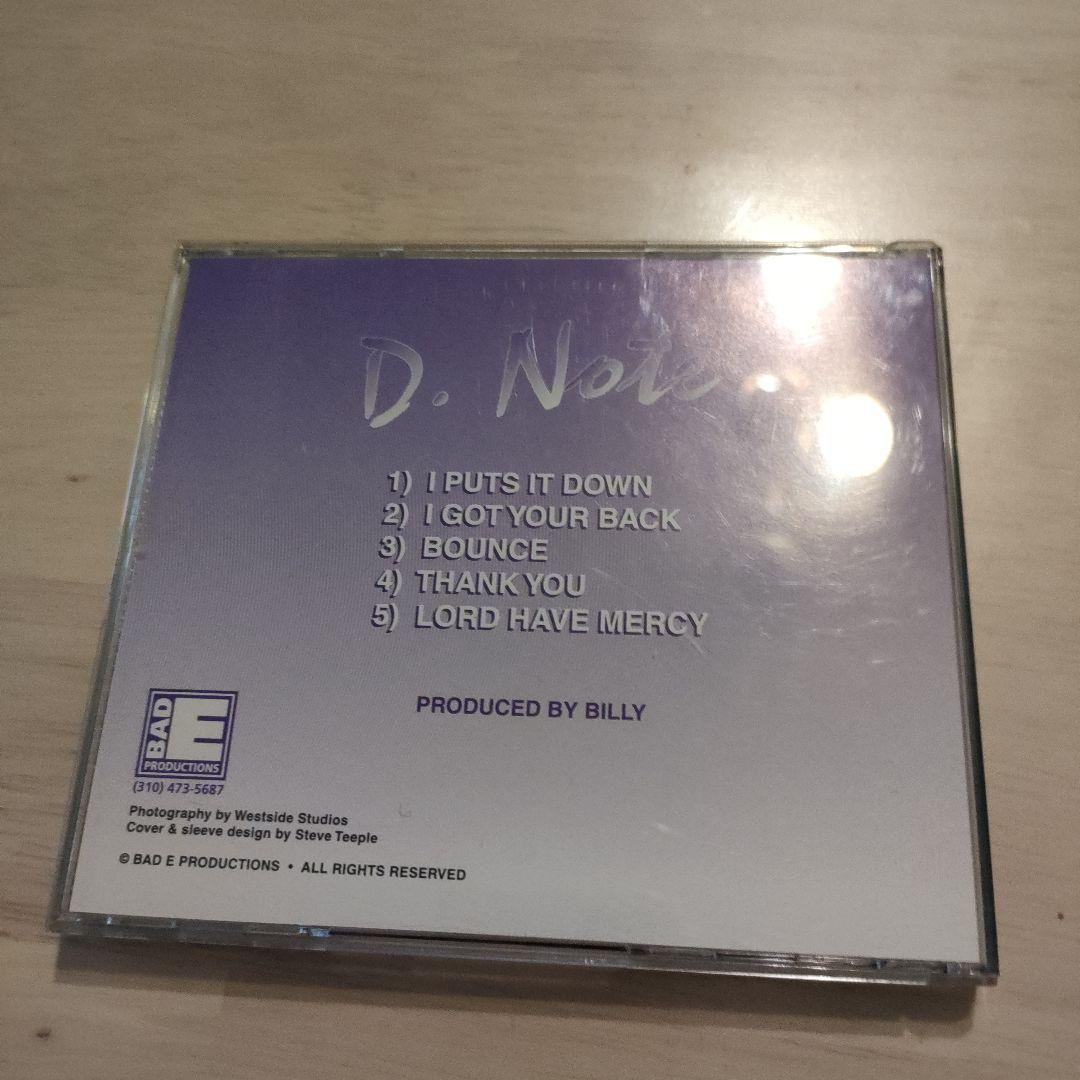 D. Note
1) I PUTS IT DOWN
2) I GOT YOUR BACK
3) BOUNCE
4) THANK YOU
5) LORD HAVE MERCY
PRODUCED BY BILLY
BAD E
PRODUCTIONS
(310) 473-5687
Photography by Westside Studios
Cover & sleeve design by Steve Teeple
© BAD E PRODUCTIONS • ALL RIGHTS RESERVED